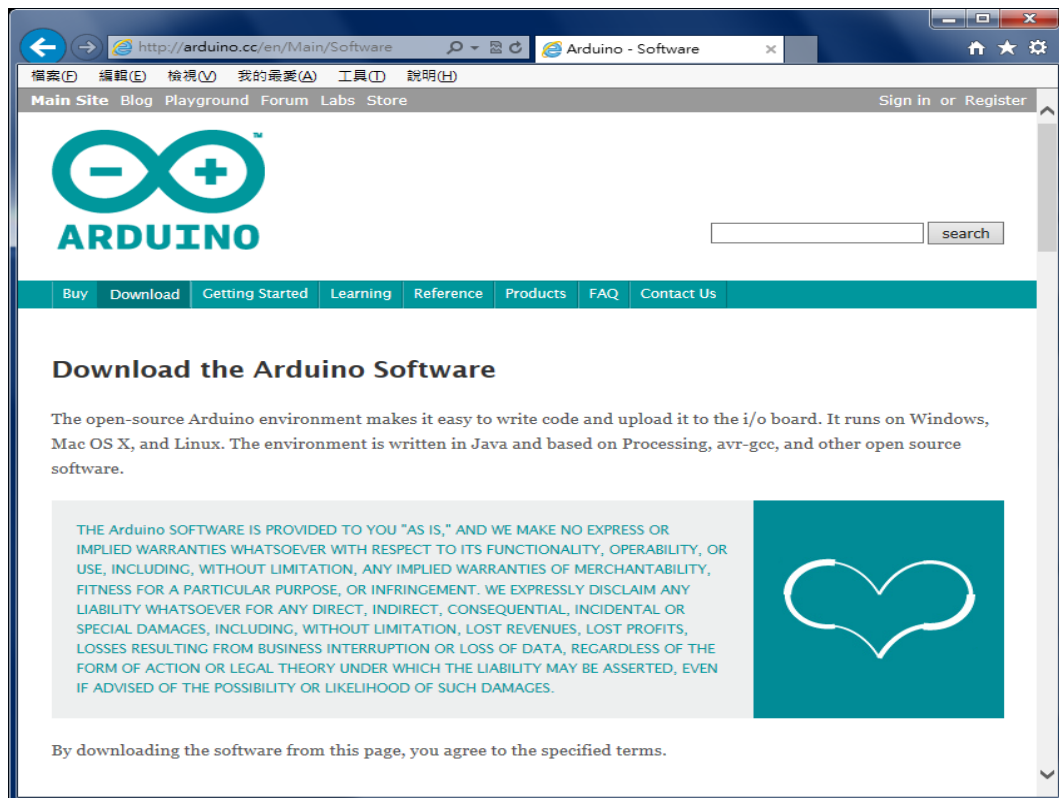 http://arduino.cc/en/Main/Software
Arduino - Software
檔案(F) 編輯(E) 檢視(V) 我的最愛(A) 工具(T) 說明(H)
Main Site Blog Playground Forum Labs Store
Sign in or Register
TM
ARDUINO
search
Buy Download Getting Started Learning Reference Products FAQ Contact Us
Download the Arduino Software
The open-source Arduino environment makes it easy to write code and upload it to the i/o board. It runs on Windows,
Mac OS X, and Linux. The environment is written in Java and based on Processing, avr-gcc, and other open source
software.
THE Arduino SOFTWARE IS PROVIDED TO YOU "AS IS," AND WE MAKE NO EXPRESS OR
IMPLIED WARRANTIES WHATSOEVER WITH RESPECT TO ITS FUNCTIONALITY, OPERABILITY, OR
USE, INCLUDING, WITHOUT LIMITATION, ANY IMPLIED WARRANTIES OF MERCHANTABILITY,
FITNESS FOR A PARTICULAR PURPOSE, OR INFRINGEMENT. WE EXPRESSLY DISCLAIM ANY
LIABILITY WHATSOEVER FOR ANY DIRECT, INDIRECT, CONSEQUENTIAL, INCIDENTAL OR
SPECIAL DAMAGES, INCLUDING, WITHOUT LIMITATION, LOST REVENUES, LOST PROFITS,
LOSSES RESULTING FROM BUSINESS INTERRUPTION OR LOSS OF DATA, REGARDLESS OF THE
FORM OF ACTION OR LEGAL THEORY UNDER WHICH THE LIABILITY MAY BE ASSERTED, EVEN
IF ADVISED OF THE POSSIBILITY OR LIKELIHOOD OF SUCH DAMAGES.
By downloading the software from this page, you agree to the specified terms.